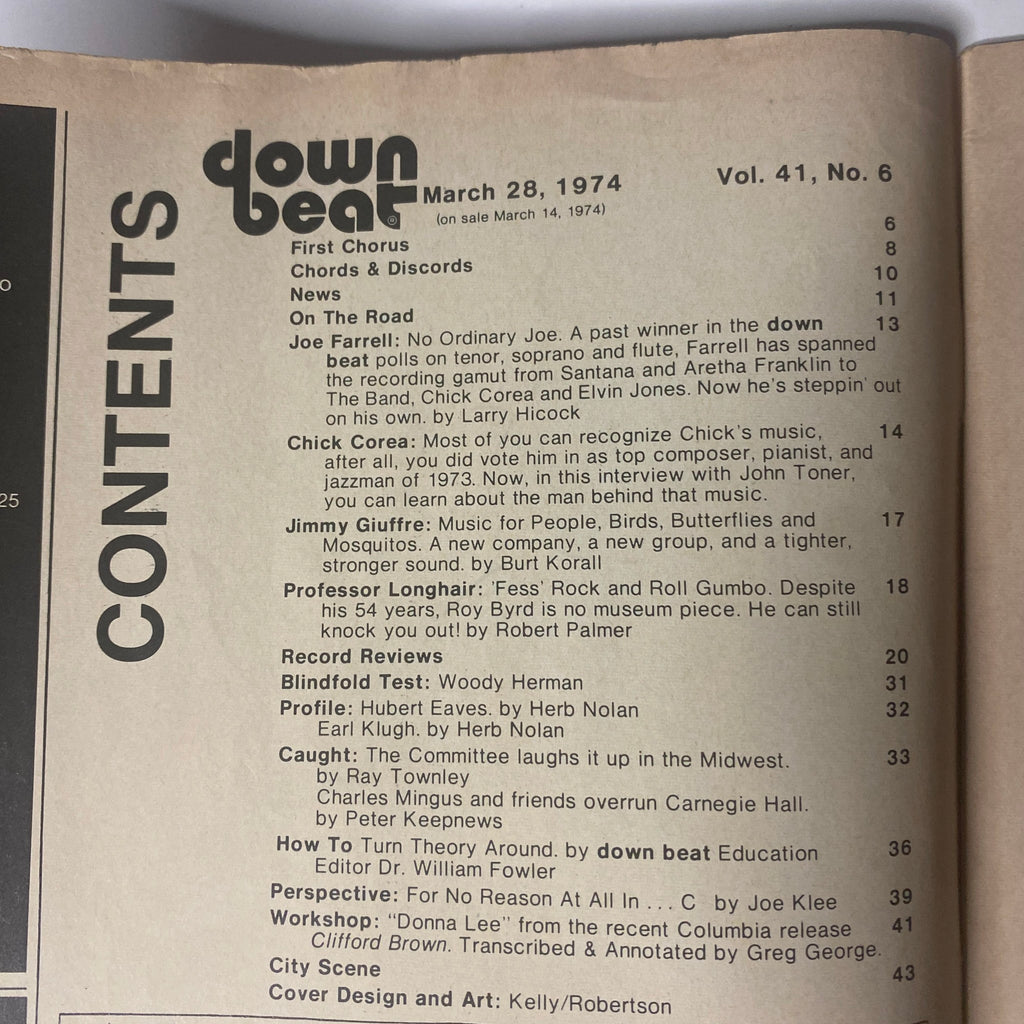 o
25
CONTENTS
down
beat®
March 28, 1974
(on sale March 14, 1974)
Vol. 41, No. 6
First Chorus 6
Chords & Discords 8
News 10
On The Road 11
Joe Farrell: No Ordinary Joe. A past winner in the down 13
beat polls on tenor, soprano and flute, Farrell has spanned
the recording gamut from Santana and Aretha Franklin to
The Band, Chick Corea and Elvin Jones. Now he's steppin' out
on his own. by Larry Hicock
Chick Corea: Most of you can recognize Chick's music, 14
after all, you did vote him in as top composer, pianist, and
jazzman of 1973. Now, in this interview with John Toner,
you can learn about the man behind that music.
Jimmy Giuffre: Music for People, Birds, Butterflies and 17
Mosquitos. A new company, a new group, and a tighter,
stronger sound. by Burt Korall
Professor Longhair: 'Fess' Rock and Roll Gumbo. Despite 18
his 54 years, Roy Byrd is no museum piece. He can still
knock you out! by Robert Palmer
Record Reviews 20
Blindfold Test: Woody Herman 31
Profile: Hubert Eaves. by Herb Nolan 32
Earl Klugh. by Herb Nolan
Caught: The Committee laughs it up in the Midwest. 33
by Ray Townley
Charles Mingus and friends overrun Carnegie Hall.
by Peter Keepnews
How To Turn Theory Around. by down beat Education 36
Editor Dr. William Fowler
Perspective: For No Reason At All In . . . C by Joe Klee 39
Workshop: "Donna Lee" from the recent Columbia release 41
Clifford Brown. Transcribed & Annotated by Greg George.
City Scene 43
Cover Design and Art: Kelly/Robertson